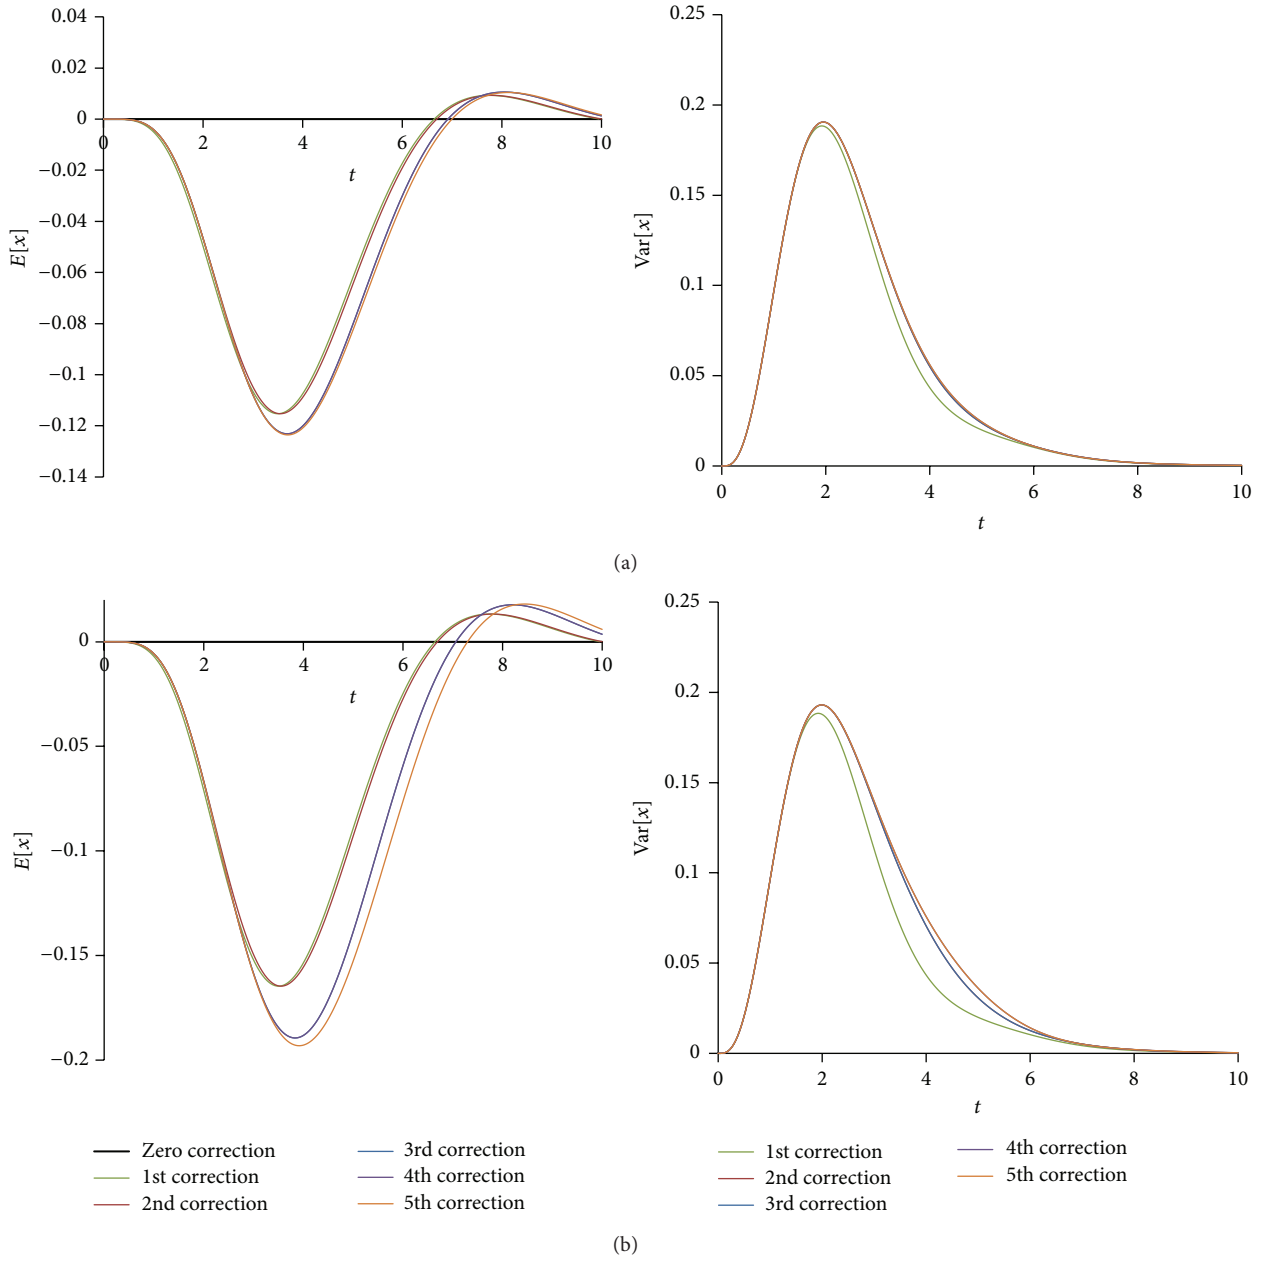 0.04
0.02
0
−0.02
−0.04
−0.06
−0.08
−0.1
−0.12
−0.14
E[x]
0 2 4 6 8 10
t
0.25
0.2
0.15
0.1
0.05
0
Var[x]
0 2 4 6 8 10
t
(a)
0
−0.05
−0.1
−0.15
−0.2
E[x]
0 2 4 6 8 10
t
0.25
0.2
0.15
0.1
0.05
0
Var[x]
0 2 4 6 8 10
t
Zero correction
1st correction
2nd correction
3rd correction
4th correction
5th correction
1st correction
2nd correction
3rd correction
4th correction
5th correction
(b)